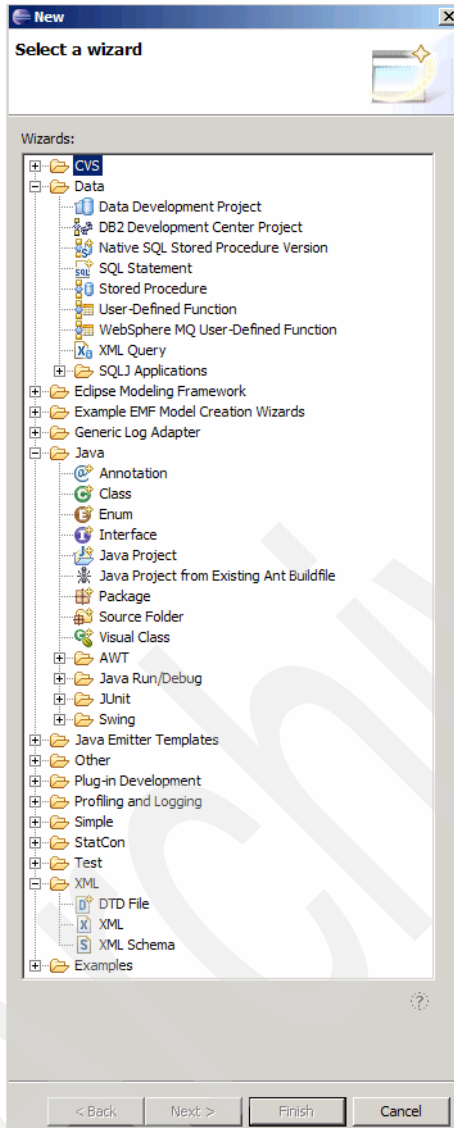 New
Select a wizard
Wizards:
CVS
Data
Data Development Project
DB2 Development Center Project
Native SQL Stored Procedure Version
SQL Statement
Stored Procedure
User-Defined Function
WebSphere MQ User-Defined Function
XML Query
SQLJ Applications
Eclipse Modeling Framework
Example EMF Model Creation Wizards
Generic Log Adapter
Java
Annotation
Class
Enum
Interface
Java Project
Java Project from Existing Ant Buildfile
Package
Source Folder
Visual Class
AWT
Java Run/Debug
JUnit
Swing
Java Emitter Templates
Other
Plug-in Development
Profiling and Logging
Simple
StatCon
Test
XML
DTD File
XML
XML Schema
Examples
< Back Next > Finish Cancel